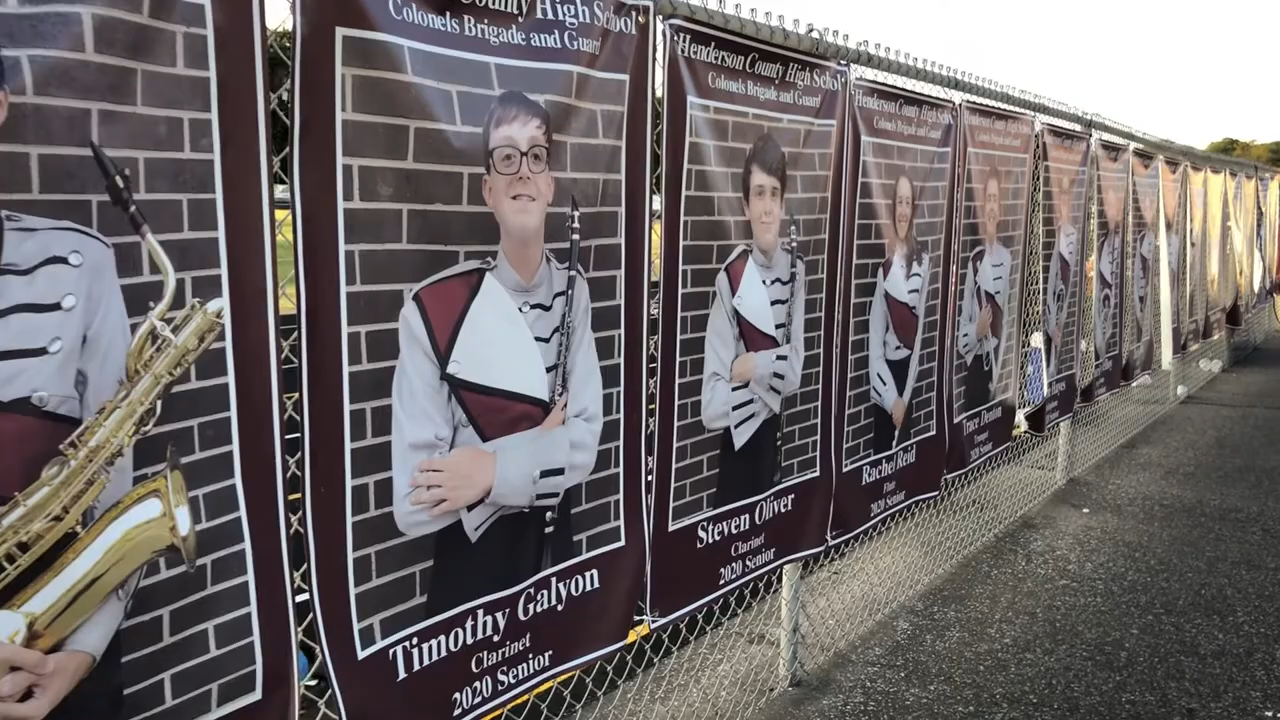 County High School
Colonels Brigade and Guard
Timothy Galyon
Clarinet
2020 Senior
Henderson County High School
Colonels Brigade and Guard
Steven Oliver
Clarinet
2020 Senior
Henderson County High School
Colonels Brigade and Guard
Rachel Reid
Flute
2020 Senior
Henderson County High School
Colonels Brigade and Guard
Trace Denton
Trumpet
2020 Senior
Hayes